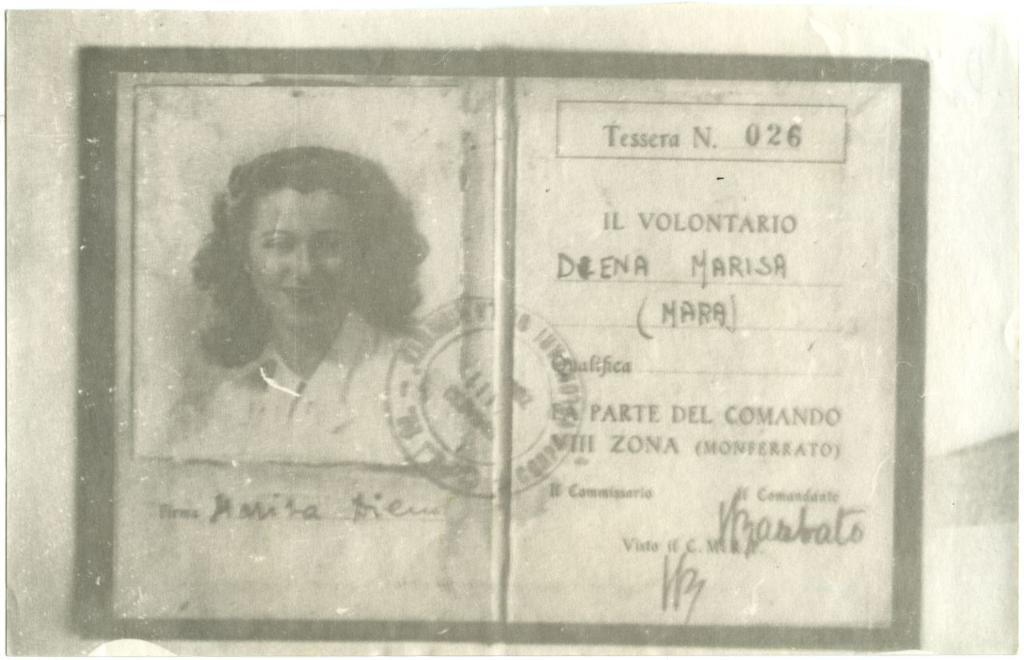 Tessera N. 026
IL VOLONTARIO
DIENA MARISA
(MARA)
Qualifica
FA PARTE DEL COMANDO
VIII ZONA (MONFERRATO)
Il Commissario Il Comandante
Barbato
Visto il C. M. R. P.
Firma Marisa Diena